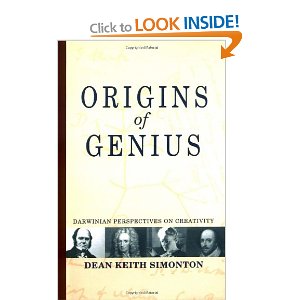 Click to
LOOK INSIDE!
ORIGINS
of
GENIUS
DARWINIAN PERSPECTIVES ON CREATIVITY
DEAN KEITH SIMONTON